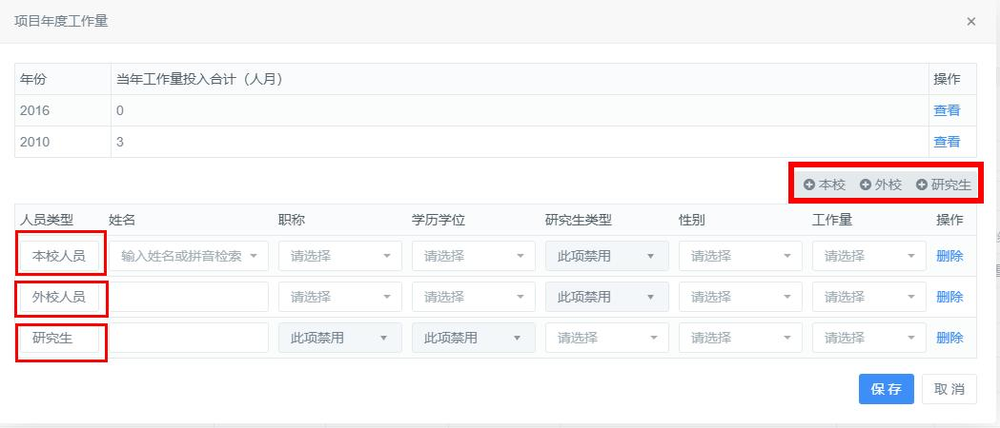 项目年度工作量 ×
年份 当年工作量投入合计（人月） 操作
2016 0 查看
2010 3 查看
本校 外校 研究生
人员类型 姓名 职称 学历学位 研究生类型 性别 工作量 操作
本校人员 输入姓名或拼音检索 请选择 请选择 此项禁用 请选择 请选择 删除
外校人员 请选择 请选择 此项禁用 请选择 请选择 删除
研究生 此项禁用 此项禁用 请选择 请选择 请选择 删除
保存 取消